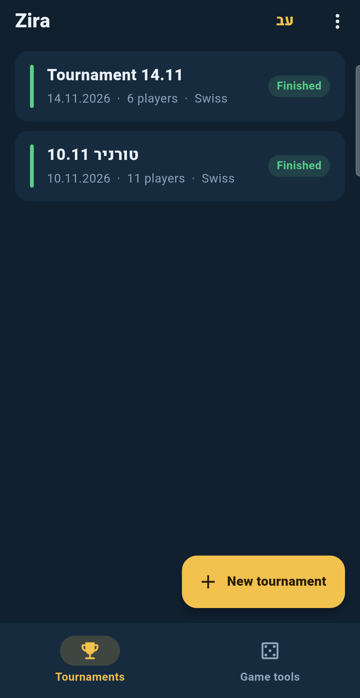 Zira
עב
Tournament 14.11
14.11.2026 · 6 players · Swiss
Finished
טורניר 10.11
10.11.2026 · 11 players · Swiss
Finished
New tournament
Tournaments
Game tools